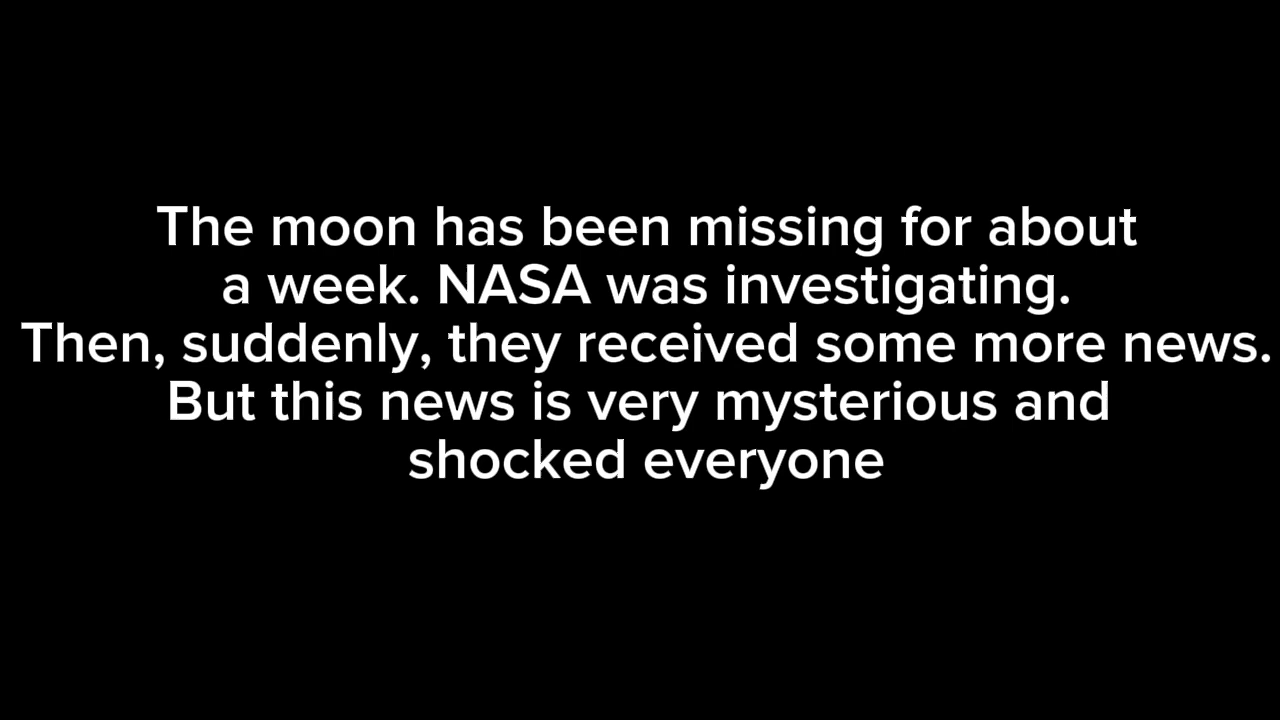 The moon has been missing for about
a week. NASA was investigating.
Then, suddenly, they received some more news.
But this news is very mysterious and
shocked everyone